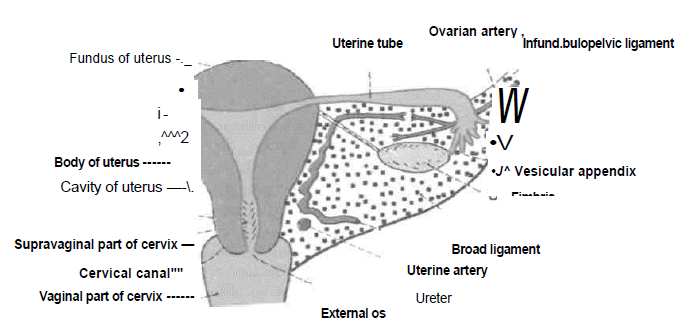 Ovarian artery ,
Uterine tube
Infund.bulopelvic ligament
Fundus of uterus -._
•
W
i-
,^^^2
•V
Body of uterus ------
•J^ Vesicular appendix
Cavity of uterus —-\.
Supravaginal part of cervix —
Broad ligament
Cervical canal""
Uterine artery
Vaginal part of cervix ------
Ureter
External os